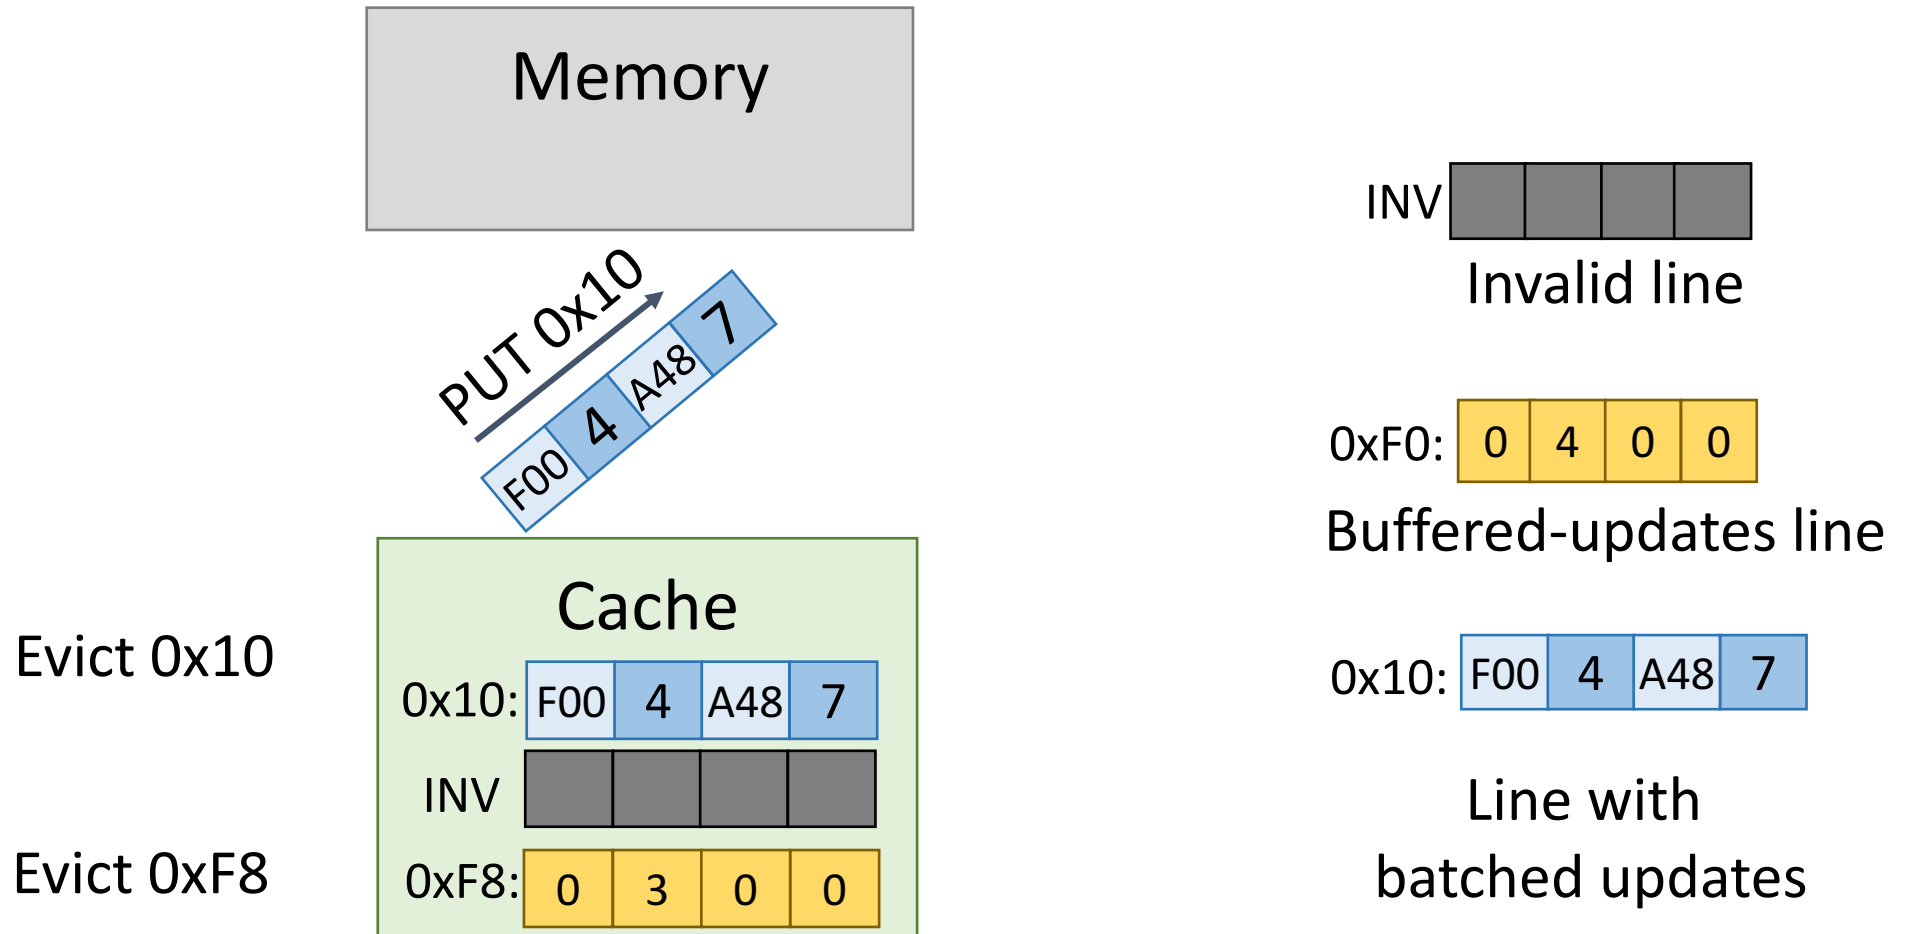 Memory
PUT 0x10
F00 4 A48 7
Cache
Evict 0x10
0x10: F00 4 A48 7
INV
Evict 0xF8
0xF8: 0 3 0 0
INV
Invalid line
0xF0: 0 4 0 0
Buffered-updates line
0x10: F00 4 A48 7
Line with
batched updates